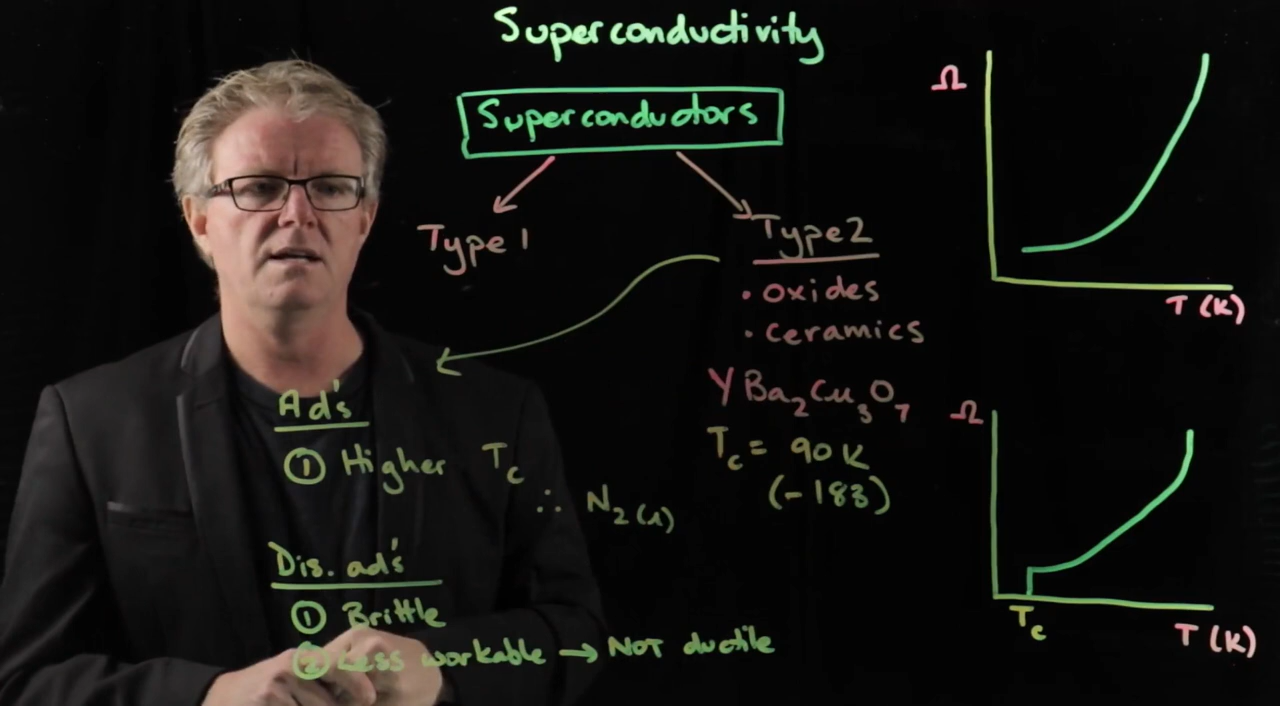 Superconductivity
Superconductors
Type 1
Type 2
• oxides
• ceramics
YBa₂Cu₃O₇
Tc = 90 K
(-183)
Ad's
① Higher Tc
∴ N₂(l)
Dis. ad's
① Brittle
② Less workable → NOT ductile
Ω
T (K)
Ω
Tc
T (K)